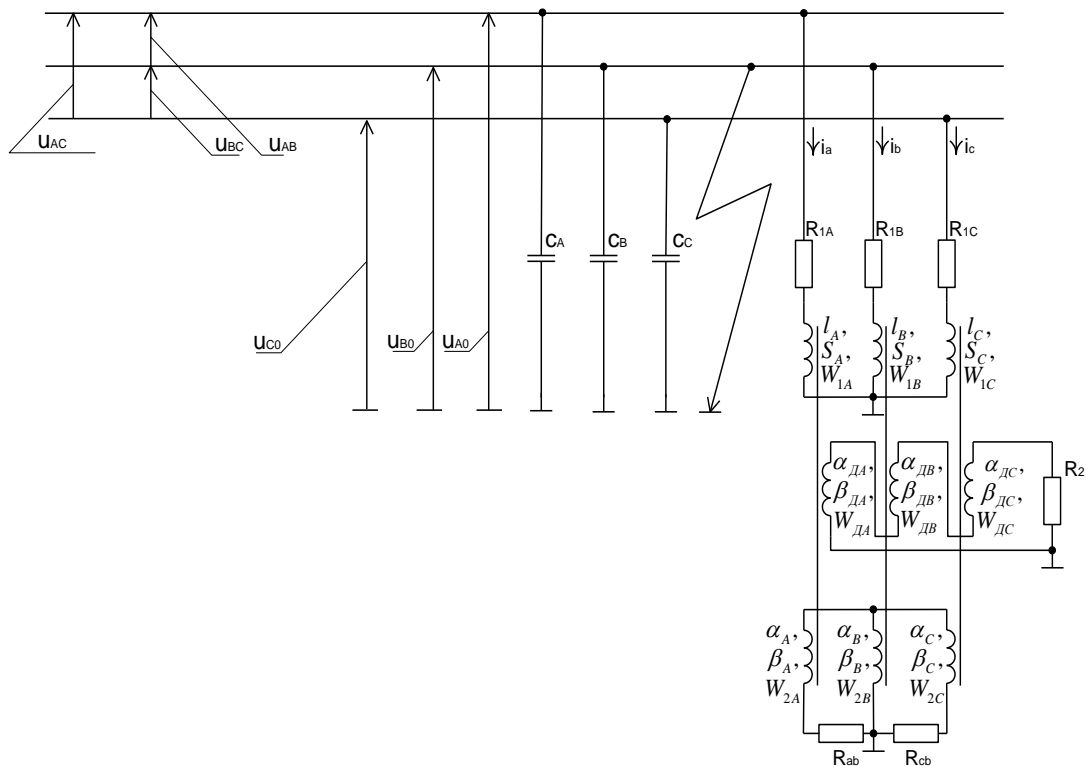 uAC
uBC
uAB
uC0
uB0
uA0
CA
CB
CC
ia
ib
ic
R1A
R1B
R1C
lA,
SA,
W1A
lB,
SB,
W1B
lC,
SC,
W1C
αДА,
βДА,
WДА
αДВ,
βДВ,
WДВ
αДС,
βДС,
WДС
R2
αA,
βA,
W2A
αB,
βB,
W2B
αC,
βC,
W2C
Rab
Rcb